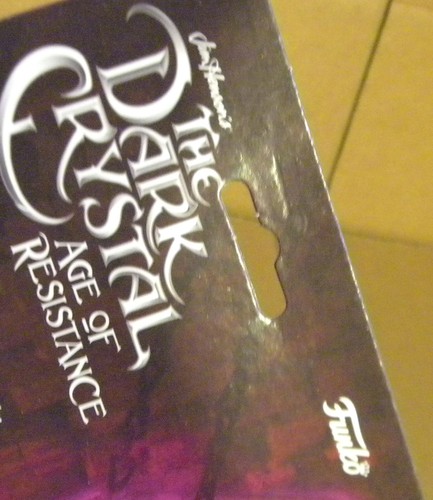 Jim Henson's
THE
DARK
CRYSTAL
AGE OF
RESISTANCE
Funko